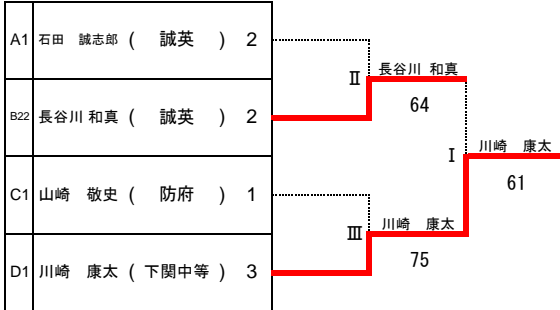 A1 石田 誠志郎 ( 誠英 ) 2
B22 長谷川 和真 ( 誠英 ) 2
C1 山崎 敬史 ( 防府 ) 1
D1 川崎 康太 ( 下関中等 ) 3
Ⅱ 長谷川 和真
64
Ⅲ 川崎 康太
75
Ⅰ 川崎 康太
61